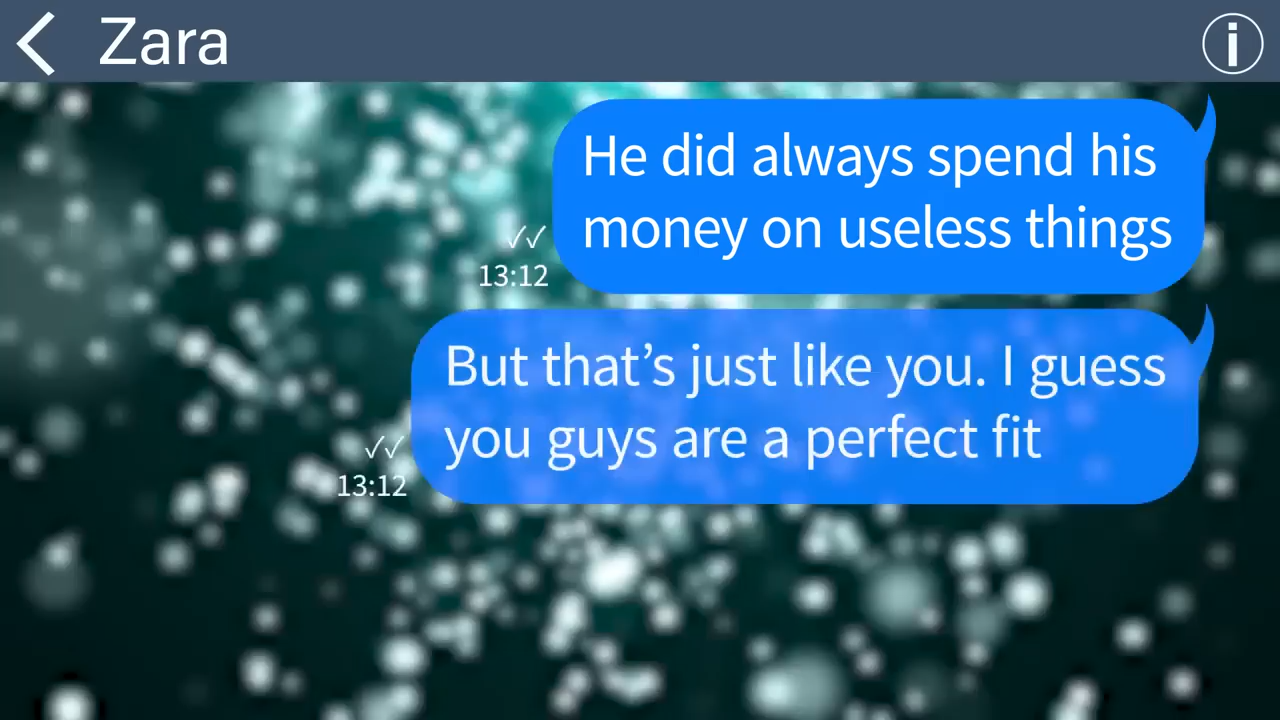 Zara
He did always spend his
money on useless things
✓✓
13:12
But that’s just like you. I guess
you guys are a perfect fit
✓✓
13:12